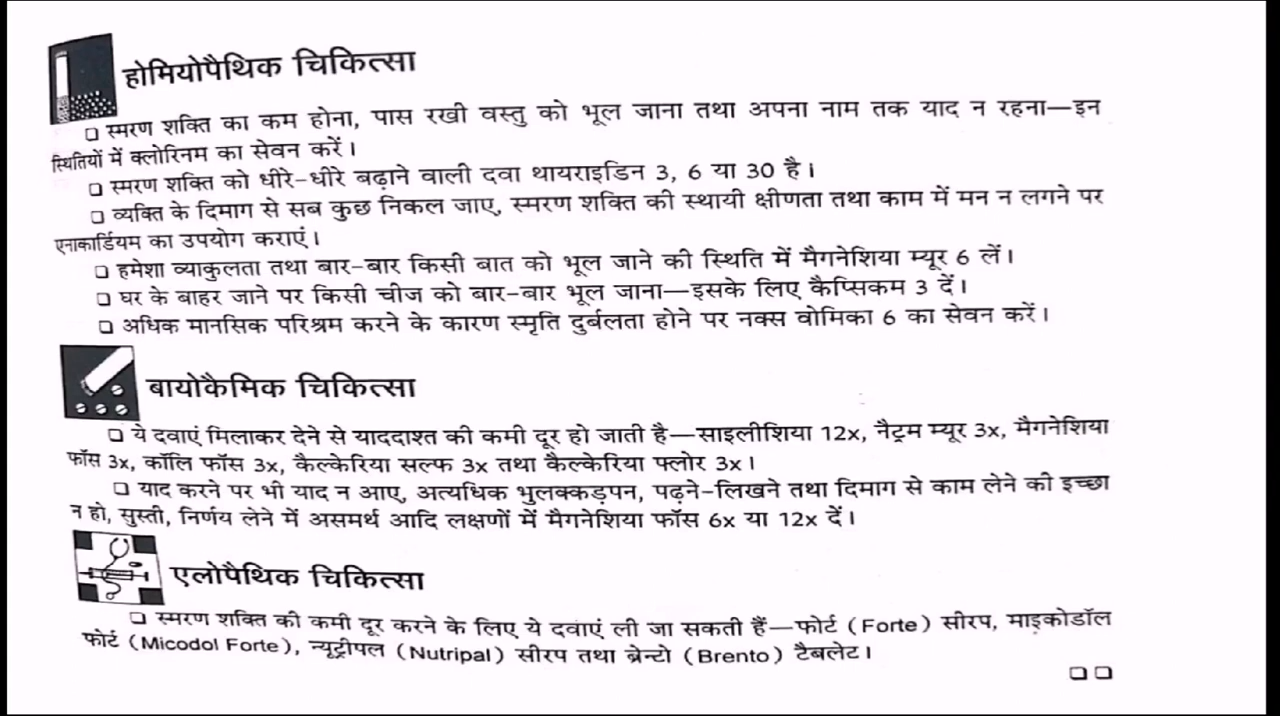 होमियोपैथिक चिकित्सा
❑ स्मरण शक्ति का कम होना, पास रखी वस्तु को भूल जाना तथा अपना नाम तक याद न रहना—इन
स्थितियों में क्लोरिनम का सेवन करें।
❑ स्मरण शक्ति को धीरे-धीरे बढ़ाने वाली दवा थायराइडिन 3, 6 या 30 है।
❑ व्यक्ति के दिमाग से सब कुछ निकल जाए, स्मरण शक्ति की स्थायी क्षीणता तथा काम में मन न लगने पर
एनाकार्डियम का उपयोग कराएं।
❑ हमेशा व्याकुलता तथा बार-बार किसी बात को भूल जाने की स्थिति में मैगनेशिया म्यूर 6 लें।
❑ घर के बाहर जाने पर किसी चीज को बार-बार भूल जाना—इसके लिए कैप्सिकम 3 दें।
❑ अधिक मानसिक परिश्रम करने के कारण स्मृति दुर्बलता होने पर नक्स वोमिका 6 का सेवन करें।
बायोकैमिक चिकित्सा
❑ ये दवाएं मिलाकर देने से याददाश्त की कमी दूर हो जाती है—साइलीशिया 12x, नैट्रम म्यूर 3x, मैगनेशिया
फॉस 3x, कॉलि फॉस 3x, कैल्केरिया सल्फ 3x तथा कैल्केरिया फ्लोर 3x।
❑ याद करने पर भी याद न आए, अत्यधिक भुलक्कड़पन, पढ़ने-लिखने तथा दिमाग से काम लेने की इच्छा
न हो, सुस्ती, निर्णय लेने में असमर्थ आदि लक्षणों में मैगनेशिया फॉस 6x या 12x दें।
एलोपैथिक चिकित्सा
❑ स्मरण शक्ति की कमी दूर करने के लिए ये दवाएं ली जा सकती हैं—फोर्ट (Forte) सीरप, माइकोडॉल
फोर्ट (Micodol Forte), न्यूट्रीपल (Nutripal) सीरप तथा ब्रेन्टो (Brento) टैबलेट।
❑❑